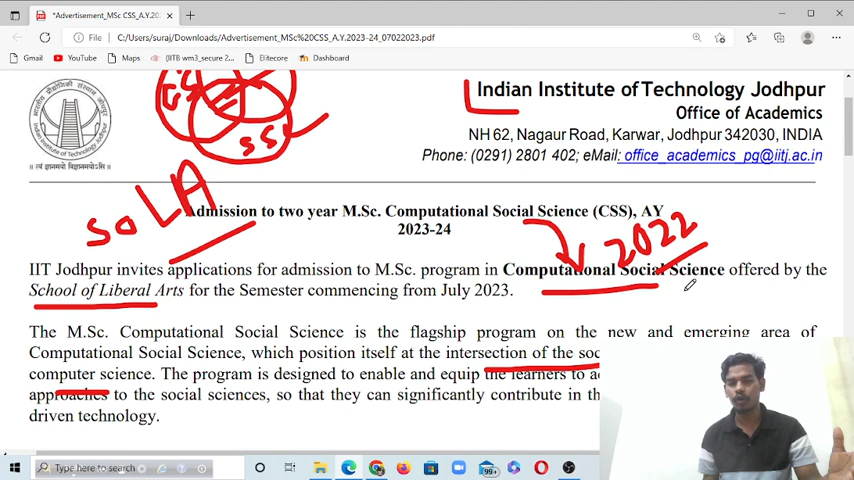 *Advertisement_MSc CSS_A.Y.202
C:/Users/suraj/Downloads/Advertisement_MSc%20CSS_A.Y.2023-24_07022023.pdf
Gmail YouTube Maps [IITB wm3_secure 2... Elitecore Dashboard
Indian Institute of Technology Jodhpur
Office of Academics
NH 62, Nagaur Road, Karwar, Jodhpur 342030, INDIA
Phone: (0291) 2801 402; eMail: office_academics_pg@iitj.ac.in
SS
SoLA
Admission to two year M.Sc. Computational Social Science (CSS), AY
2023-24
2022
IIT Jodhpur invites applications for admission to M.Sc. program in Computational Social Science offered by the
School of Liberal Arts for the Semester commencing from July 2023.
The M.Sc. Computational Social Science is the flagship program on the new and emerging area of
Computational Social Science, which position itself at the intersection of the soc
computer science. The program is designed to enable and equip the learners to
approaches to the social sciences, so that they can significantly contribute in th
driven technology.
Type here to search
99+